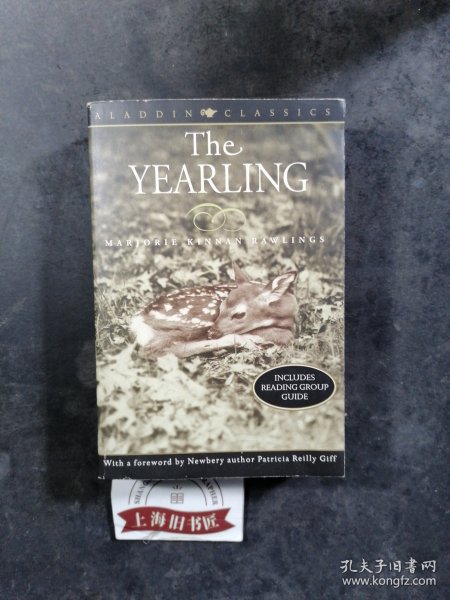 ALADDIN CLASSICS
The
YEARLING
MARJORIE KINNAN RAWLINGS
INCLUDES
READING GROUP
GUIDE
With a foreword by Newbery author Patricia Reilly Giff
上海旧书匠
孔夫子旧书网
www.kongfz.com